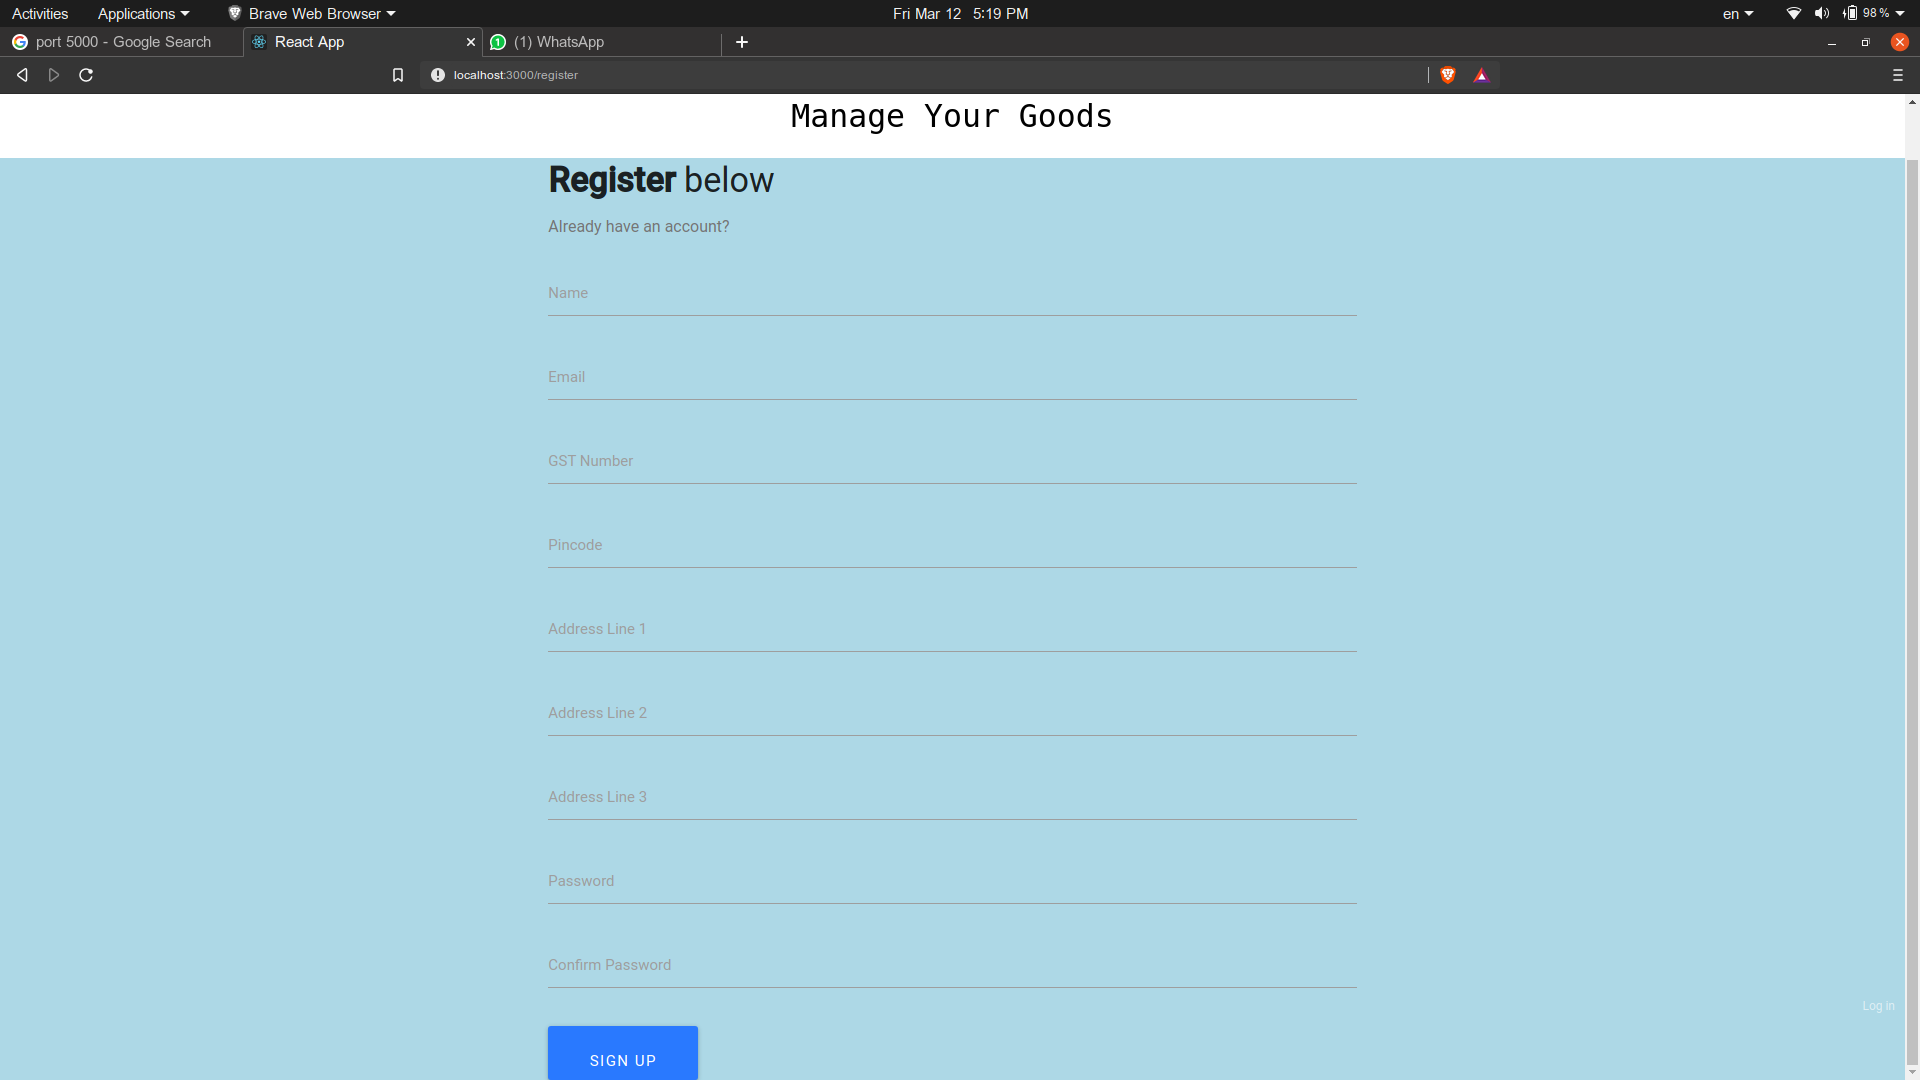 Activities Applications Brave Web Browser Fri Mar 12 5:19 PM en 98 %
port 5000 - Google Search React App (1) WhatsApp
localhost:3000/register
Manage Your Goods
Register below
Already have an account?
Name
Email
GST Number
Pincode
Address Line 1
Address Line 2
Address Line 3
Password
Confirm Password
Log in
SIGN UP